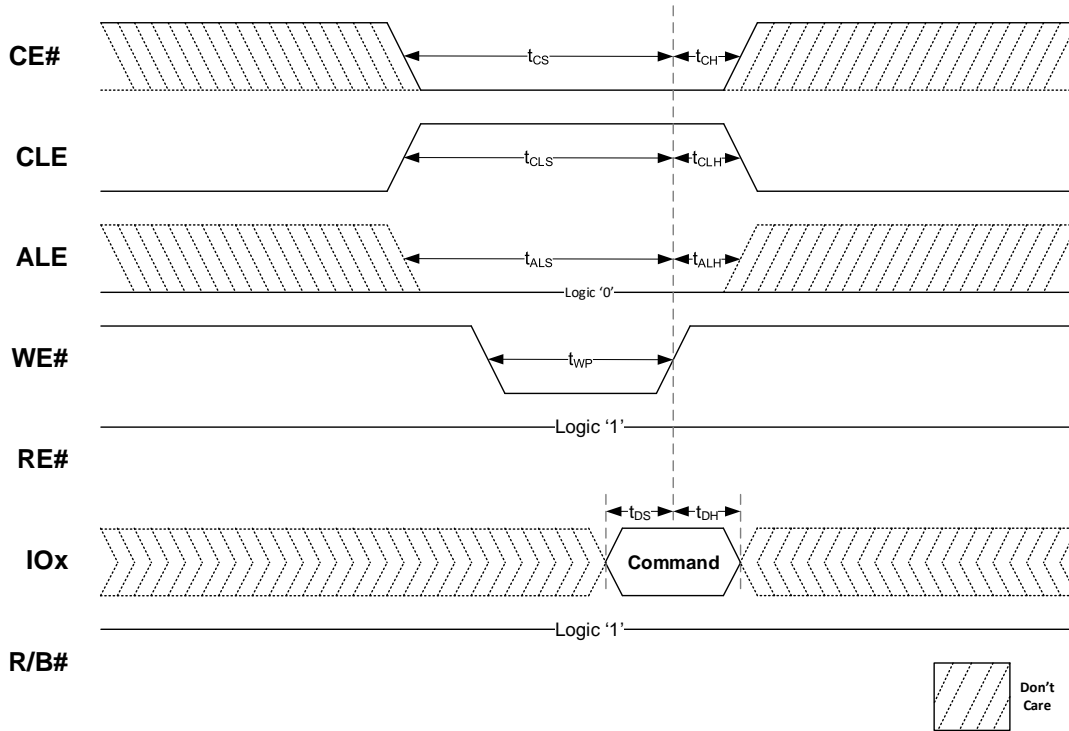 CE#
tCS
tCH
CLE
tCLS
tCLH
ALE
tALS
tALH
Logic ‘0’
WE#
tWP
Logic ‘1’
RE#
tDS
tDH
IOx
Command
Logic ‘1’
R/B#
Don’t
Care